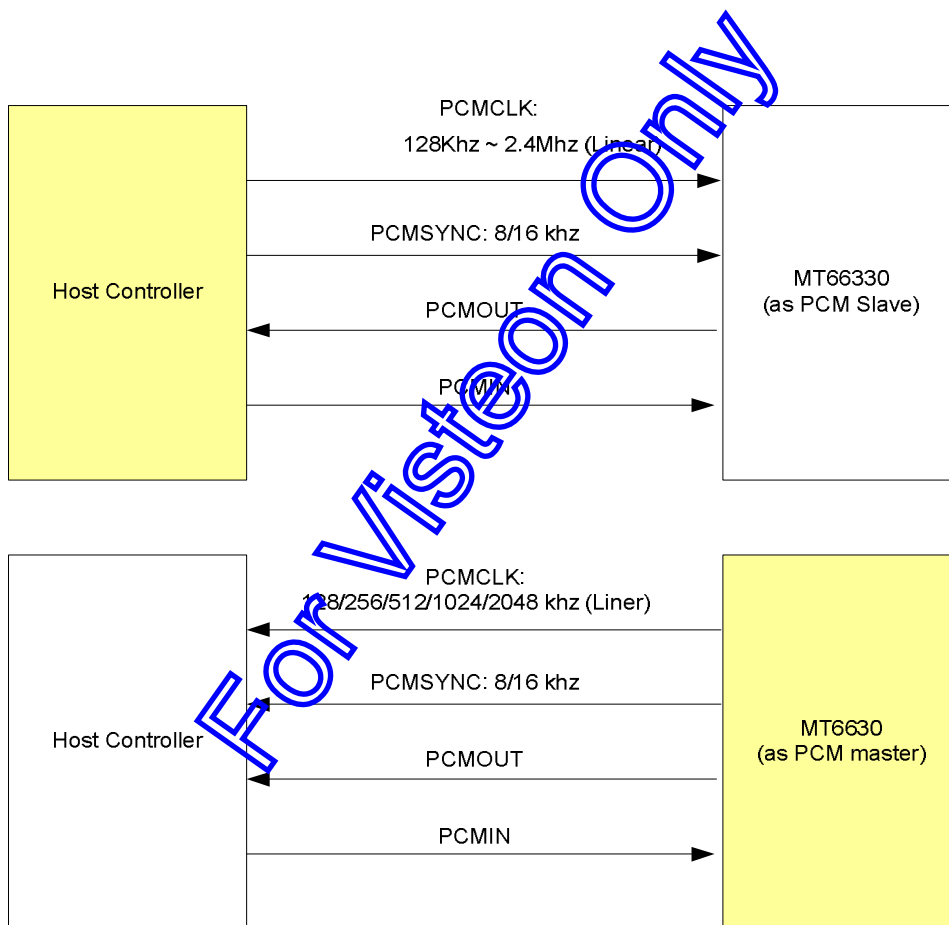 PCMCLK:
128Khz ~ 2.4Mhz (Linear)
PCMSYNC: 8/16 khz
Host Controller
MT66330
(as PCM Slave)
PCMOUT
PCMIN
PCMCLK:
128/256/512/1024/2048 khz (Liner)
PCMSYNC: 8/16 khz
Host Controller
MT6630
(as PCM master)
PCMOUT
PCMIN
For Visteon Only